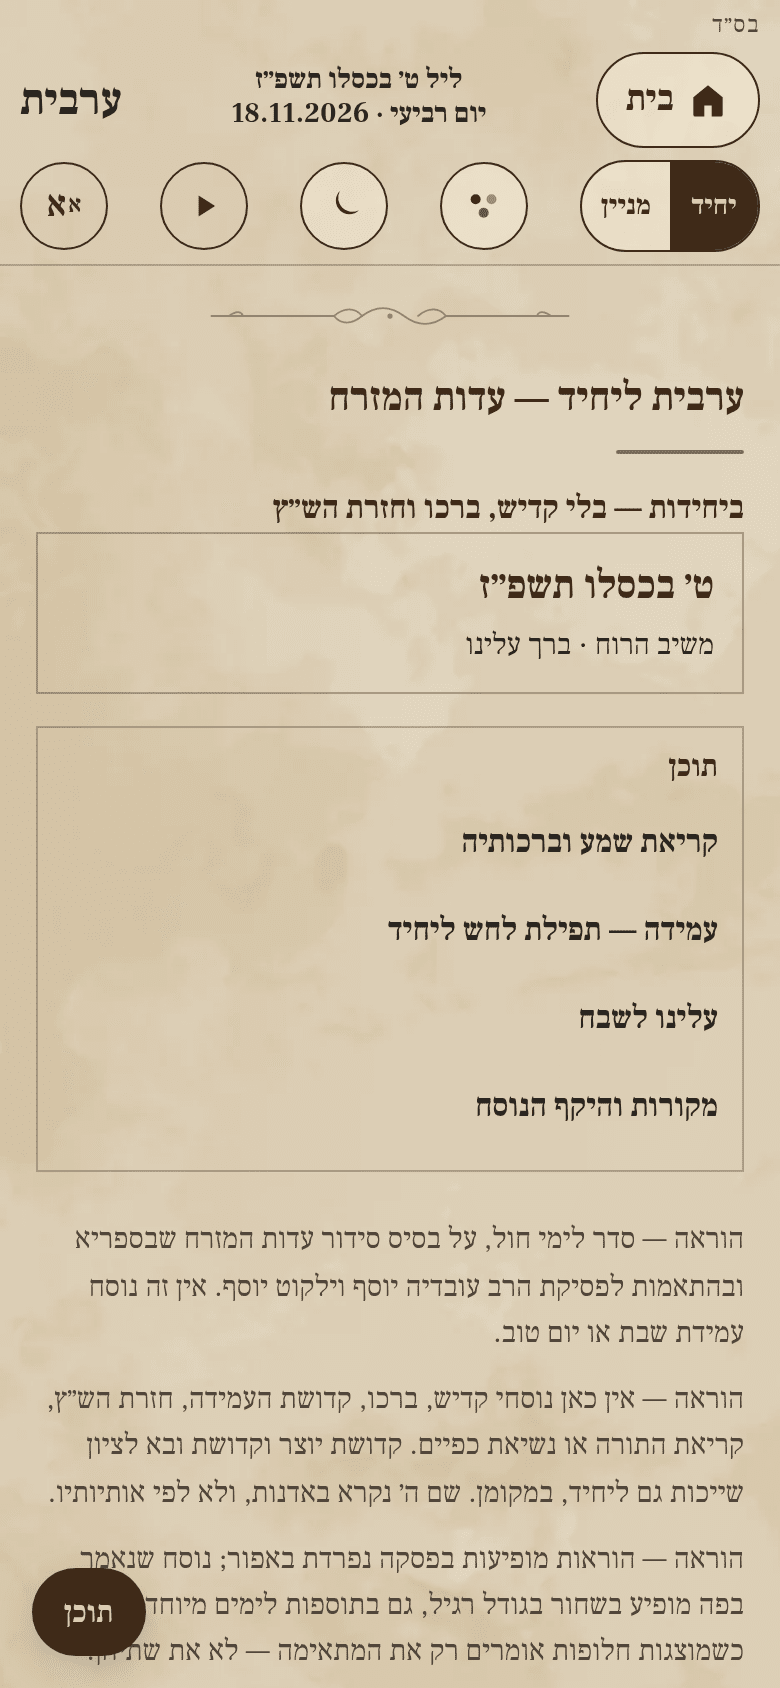 בס״ד
בית
ליל ט׳ בכסלו תשפ״ז
יום רביעי · 18.11.2026
ערבית
יחיד
מניין
אא
ערבית ליחיד — עדות המזרח
ביחידות — בלי קדיש, ברכו וחזרת הש״ץ
ט׳ בכסלו תשפ״ז
משיב הרוח · ברך עלינו
תוכן
קריאת שמע וברכותיה
עמידה — תפילת לחש ליחיד
עלינו לשבח
מקורות והיקף הנוסח
הוראה — סדר לימי חול, על בסיס סידור עדות המזרח שבספריא
ובהתאמות לפסיקת הרב עובדיה יוסף וילקוט יוסף. אין זה נוסח
עמידת שבת או יום טוב.
הוראה — אין כאן נוסחי קדיש, ברכו, קדושת העמידה, חזרת הש״ץ,
קריאת התורה או נשיאת כפיים. קדושת יוצר וקדושת ובא לציון
שייכות גם ליחיד, במקומן. שם ה׳ נקרא באדנות, ולא לפי אותיותיו.
הוראה — הוראות מופיעות בפסקה נפרדת באפור; נוסח שנאמר
בפה מופיע בשחור בגודל רגיל, גם בתוספות לימים מיוחד
כשמוצגות חלופות אומרים רק את המתאימה — לא את
תוכן